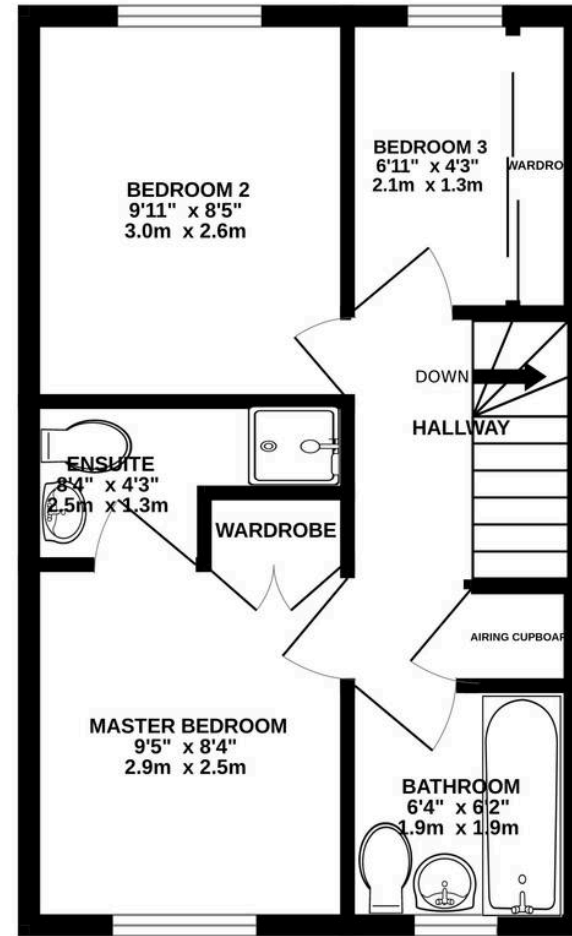 BEDROOM 2
9'11" x 8'5"
3.0m x 2.6m
BEDROOM 3
6'11" x 4'3"
2.1m x 1.3m
WARDRO
DOWN
HALLWAY
ENSUITE
8'4" x 4'3"
2.5m x 1.3m
WARDROBE
AIRING CUPBOAR
MASTER BEDROOM
9'5" x 8'4"
2.9m x 2.5m
BATHROOM
6'4" x 6'2"
1.9m x 1.9m